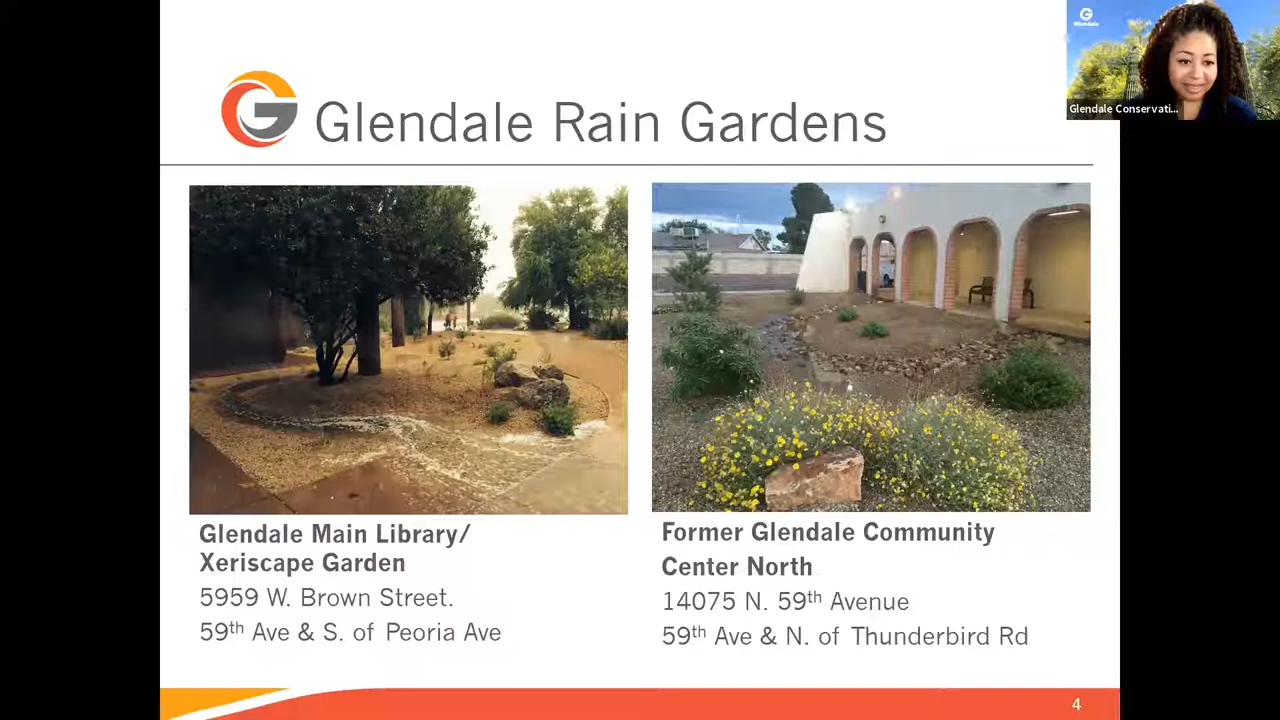 Glendale
Glendale Conservati...
G Glendale Rain Gardens
Glendale Main Library/
Xeriscape Garden
5959 W. Brown Street.
59th Ave & S. of Peoria Ave
Former Glendale Community
Center North
14075 N. 59th Avenue
59th Ave & N. of Thunderbird Rd
4